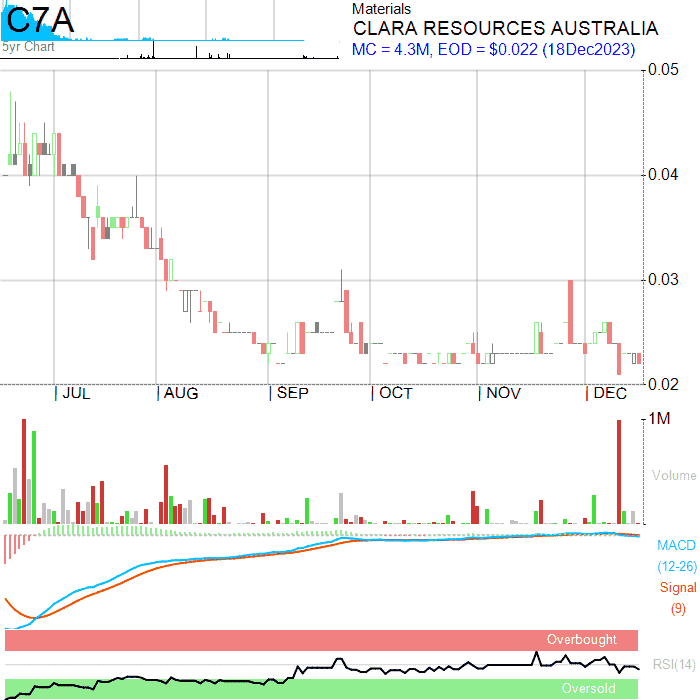 C7A
5yr Chart
Materials
CLARA RESOURCES AUSTRALIA
MC = 4.3M, EOD = $0.022 (18Dec2023)
0.05
0.04
0.03
0.02
JUL AUG SEP OCT NOV DEC
1M
Volume
MACD
(12-26)
Signal
(9)
Overbought
RSI(14)
Oversold